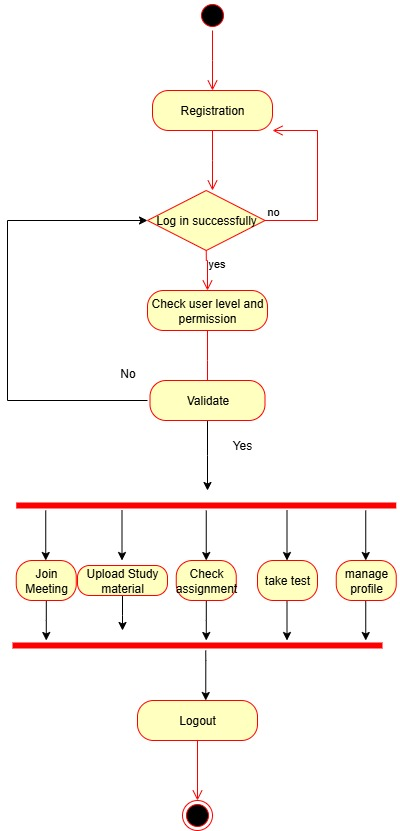 Registration
Log in successfully
no
yes
Check user level and
permission
No
Validate
Yes
Join
Meeting
Upload Study
material
Check
assignment
take test
manage
profile
Logout